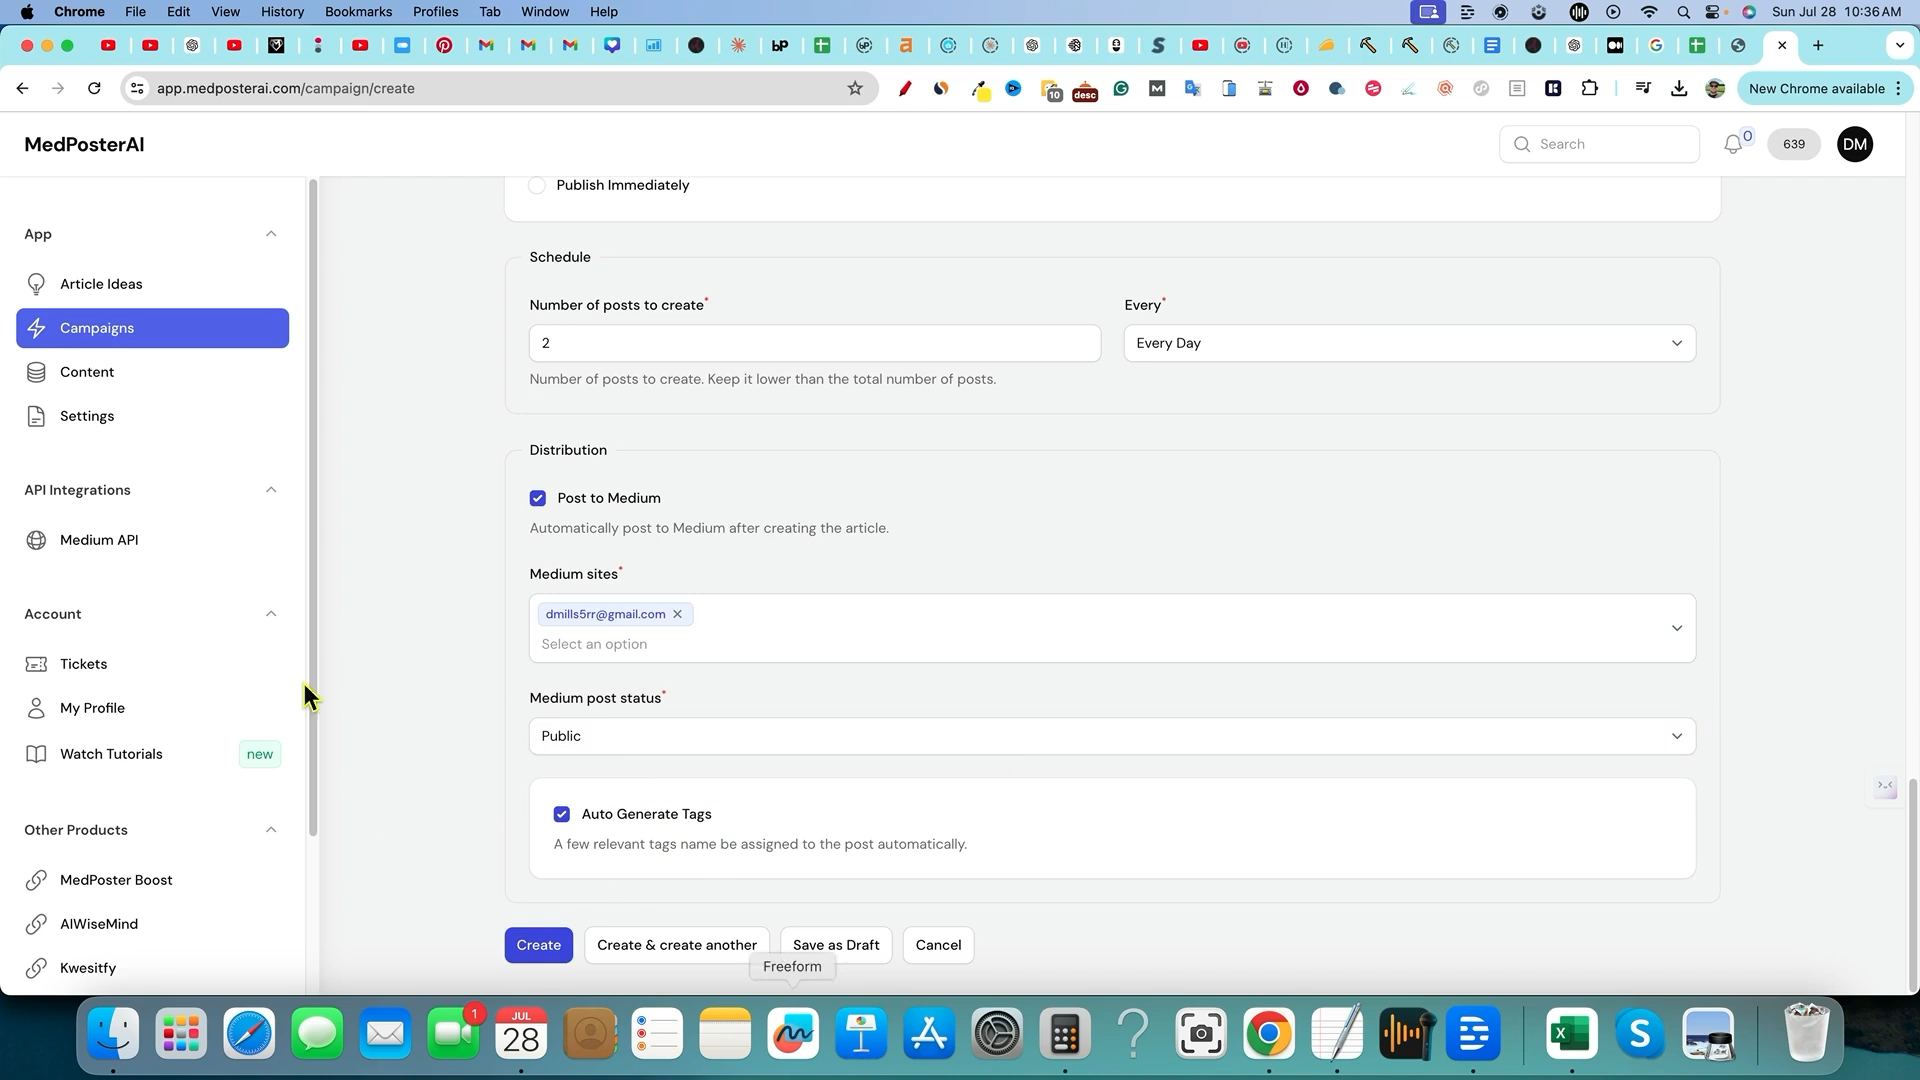 Chrome File Edit View History Bookmarks Profiles Tab Window Help Sun Jul 28 10:36 AM
app.medposterai.com/campaign/create
10
desc
New Chrome available
MedPosterAI
Search
0
639
DM
App
Article Ideas
Campaigns
Content
Settings
API Integrations
Medium API
Account
Tickets
My Profile
Watch Tutorials new
Other Products
MedPoster Boost
AIWiseMind
Kwesitfy
Publish Immediately
Schedule
Number of posts to create*
Every*
2
Every Day
Number of posts to create. Keep it lower than the total number of posts.
Distribution
Post to Medium
Automatically post to Medium after creating the article.
Medium sites*
dmills5rr@gmail.com
Select an option
Medium post status*
Public
Auto Generate Tags
A few relevant tags name be assigned to the post automatically.
Create
Create & create another
Save as Draft
Cancel
Freeform
1
JUL
28